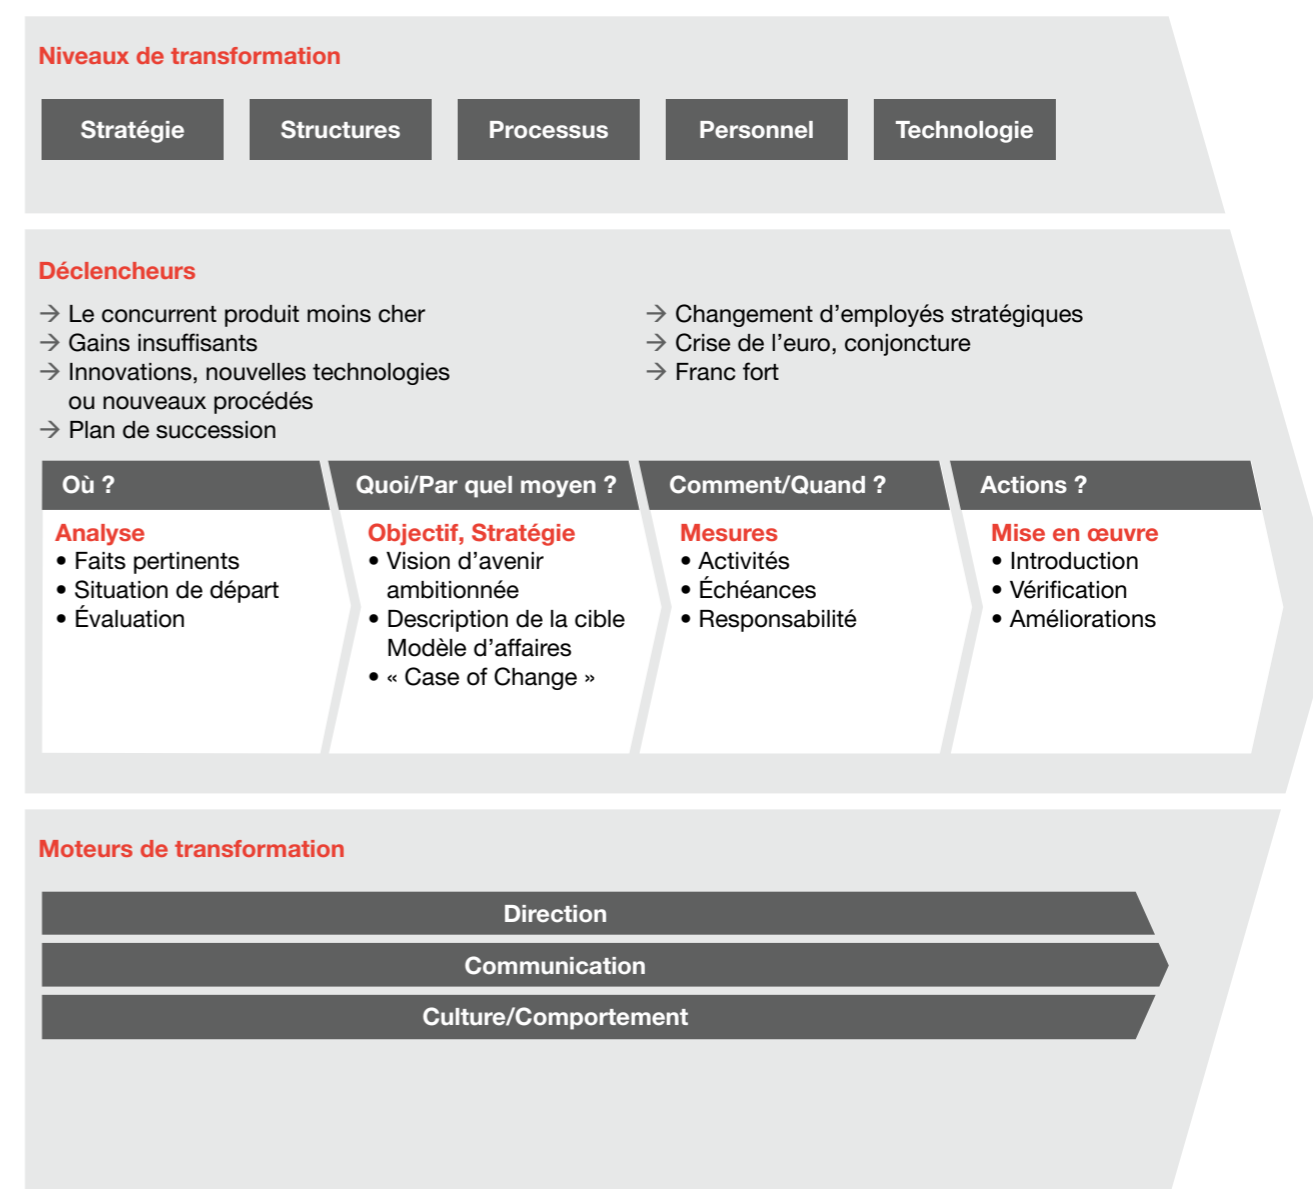 Niveaux de transformation
Stratégie
Structures
Processus
Personnel
Technologie
Déclencheurs
→ Le concurrent produit moins cher
→ Gains insuffisants
→ Innovations, nouvelles technologies
ou nouveaux procédés
→ Plan de succession
→ Changement d’employés stratégiques
→ Crise de l’euro, conjoncture
→ Franc fort
Où ?
Analyse
• Faits pertinents
• Situation de départ
• Évaluation
Quoi/Par quel moyen ?
Objectif, Stratégie
• Vision d’avenir
ambitionnée
• Description de la cible
Modèle d’affaires
• « Case of Change »
Comment/Quand ?
Mesures
• Activités
• Échéances
• Responsabilité
Actions ?
Mise en œuvre
• Introduction
• Vérification
• Améliorations
Moteurs de transformation
Direction
Communication
Culture/Comportement